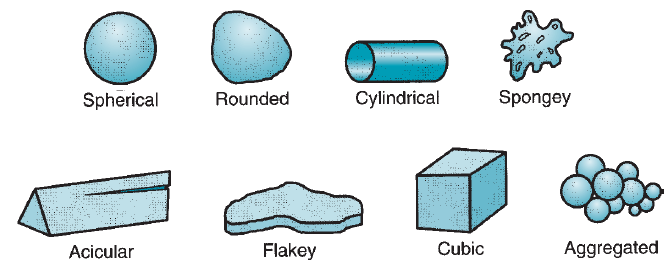 Spherical
Rounded
Cylindrical
Spongey
Acicular
Flakey
Cubic
Aggregated